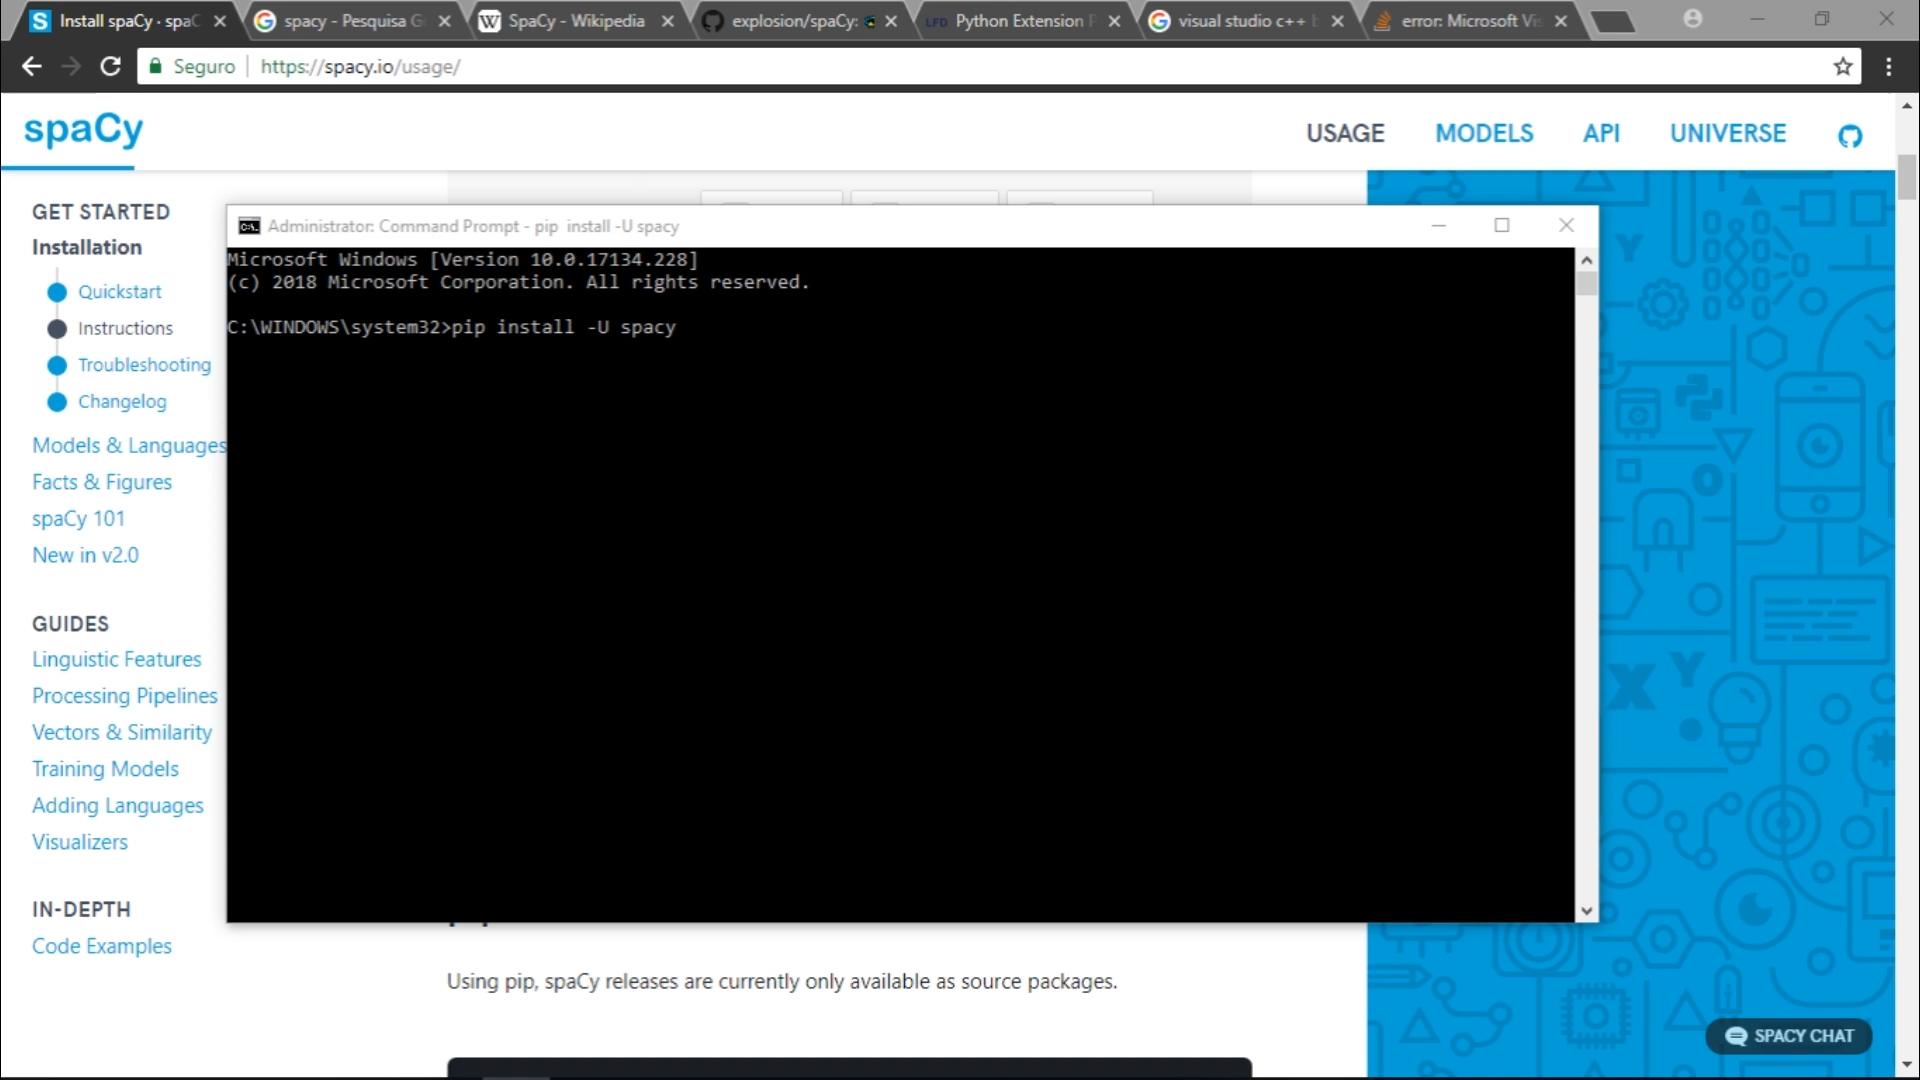 Install spaCy · spaC
spacy - Pesquisa G
SpaCy - Wikipedia
explosion/spaCy:
LFD Python Extension P
visual studio c++ b
error: Microsoft Vis
Seguro
https://spacy.io/usage/
spaCy
USAGE
MODELS
API
UNIVERSE
GET STARTED
Installation
Quickstart
Instructions
Troubleshooting
Changelog
Models & Languages
Facts & Figures
spaCy 101
New in v2.0
GUIDES
Linguistic Features
Processing Pipelines
Vectors & Similarity
Training Models
Adding Languages
Visualizers
IN-DEPTH
Code Examples
Administrator: Command Prompt - pip  install -U spacy
Microsoft Windows [Version 10.0.17134.228]
(c) 2018 Microsoft Corporation. All rights reserved.
C:\WINDOWS\system32>pip install -U spacy
Using pip, spaCy releases are currently only available as source packages.
SPACY CHAT